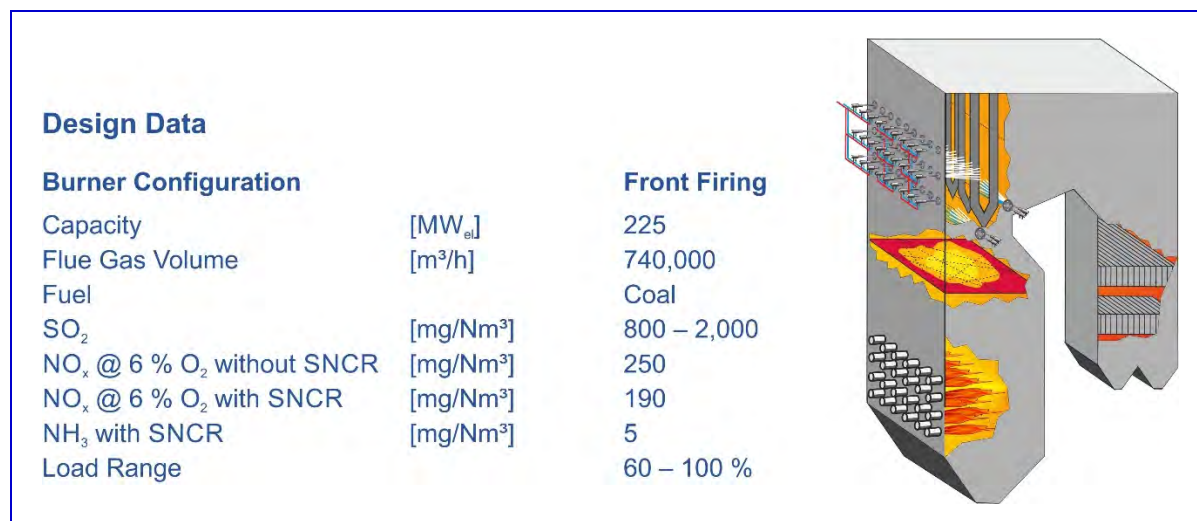 Design Data
Burner Configuration Front Firing
Capacity [MWₑₗ] 225
Flue Gas Volume [m³/h] 740,000
Fuel Coal
SO₂ [mg/Nm³] 800 – 2,000
NOₓ @ 6 % O₂ without SNCR [mg/Nm³] 250
NOₓ @ 6 % O₂ with SNCR [mg/Nm³] 190
NH₃ with SNCR [mg/Nm³] 5
Load Range 60 – 100 %